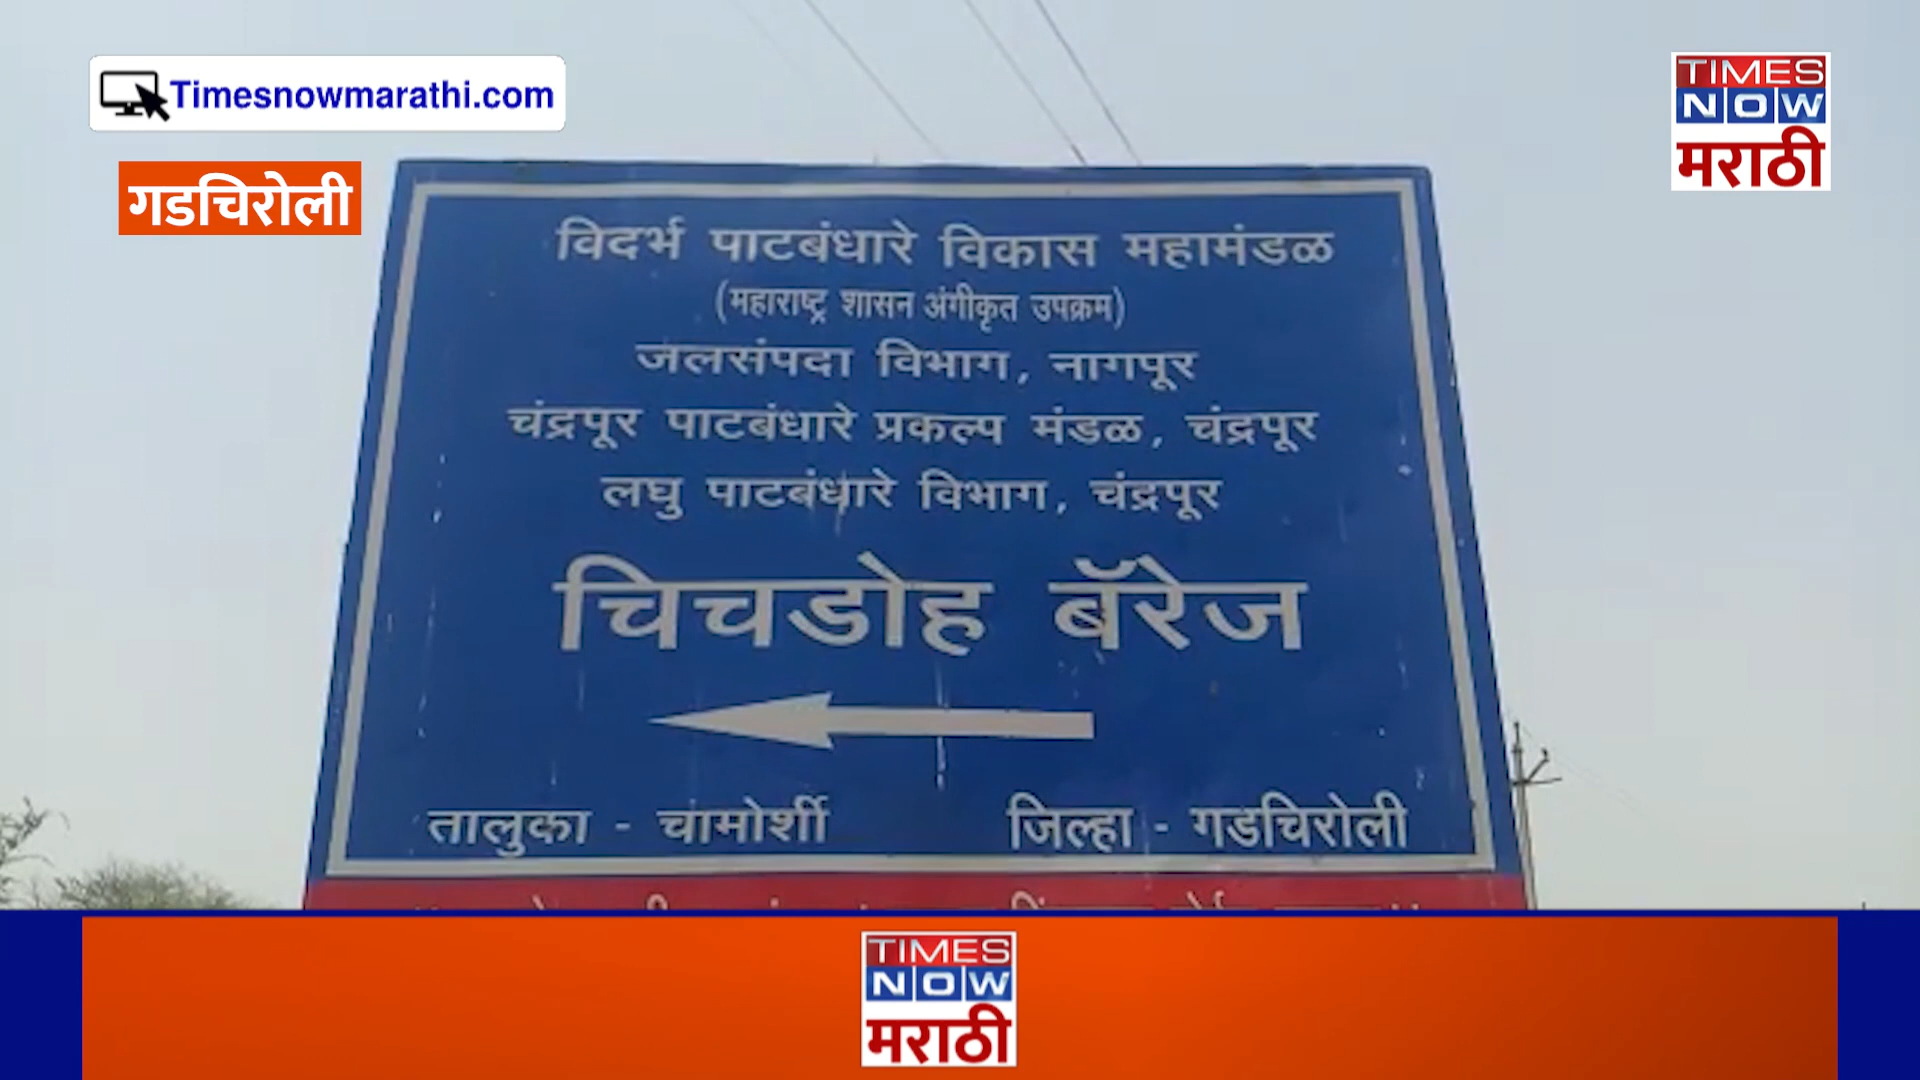 Timesnowmarathi.com
TIMES
NOW
मराठी
गडचिरोली
विदर्भ पाटबंधारे विकास महामंडळ
(महाराष्ट्र शासन अंगीकृत उपक्रम)
जलसंपदा विभाग, नागपूर
चंद्रपूर पाटबंधारे प्रकल्प मंडळ, चंद्रपूर
लघु पाटबंधारे विभाग, चंद्रपूर
चिचडोह बॅरेज
तालुका - चामोर्शी जिल्हा - गडचिरोली
TIMES
NOW
मराठी